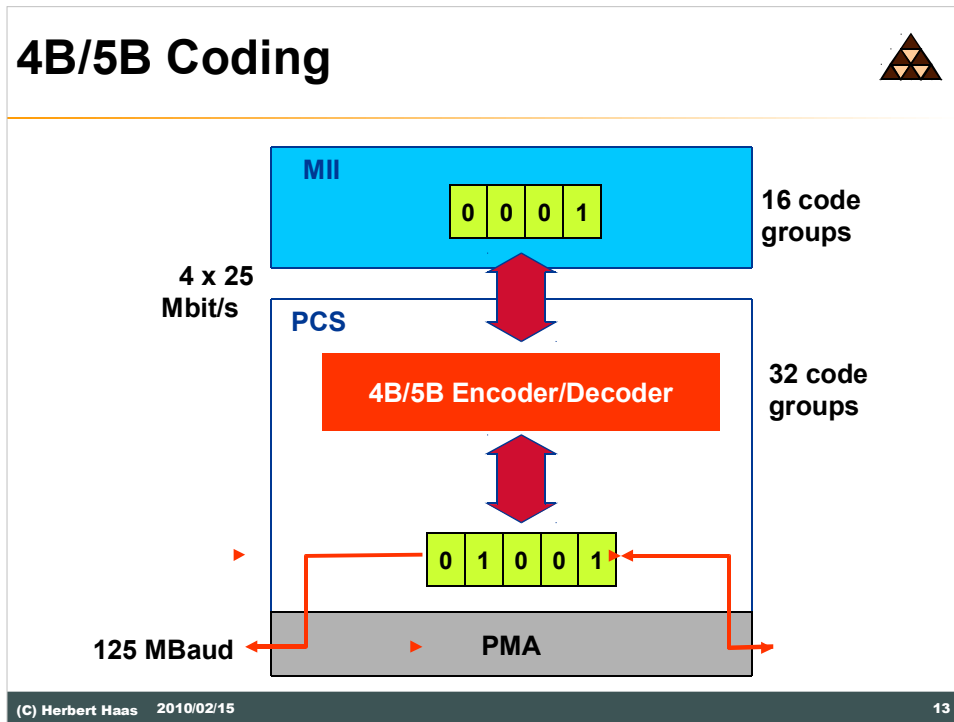 4B/5B Coding
MII
0 0 0 1
16 code
groups
4 x 25
Mbit/s
PCS
4B/5B Encoder/Decoder
32 code
groups
0 1 0 0 1
125 MBaud
PMA
(C) Herbert Haas 2010/02/15
13